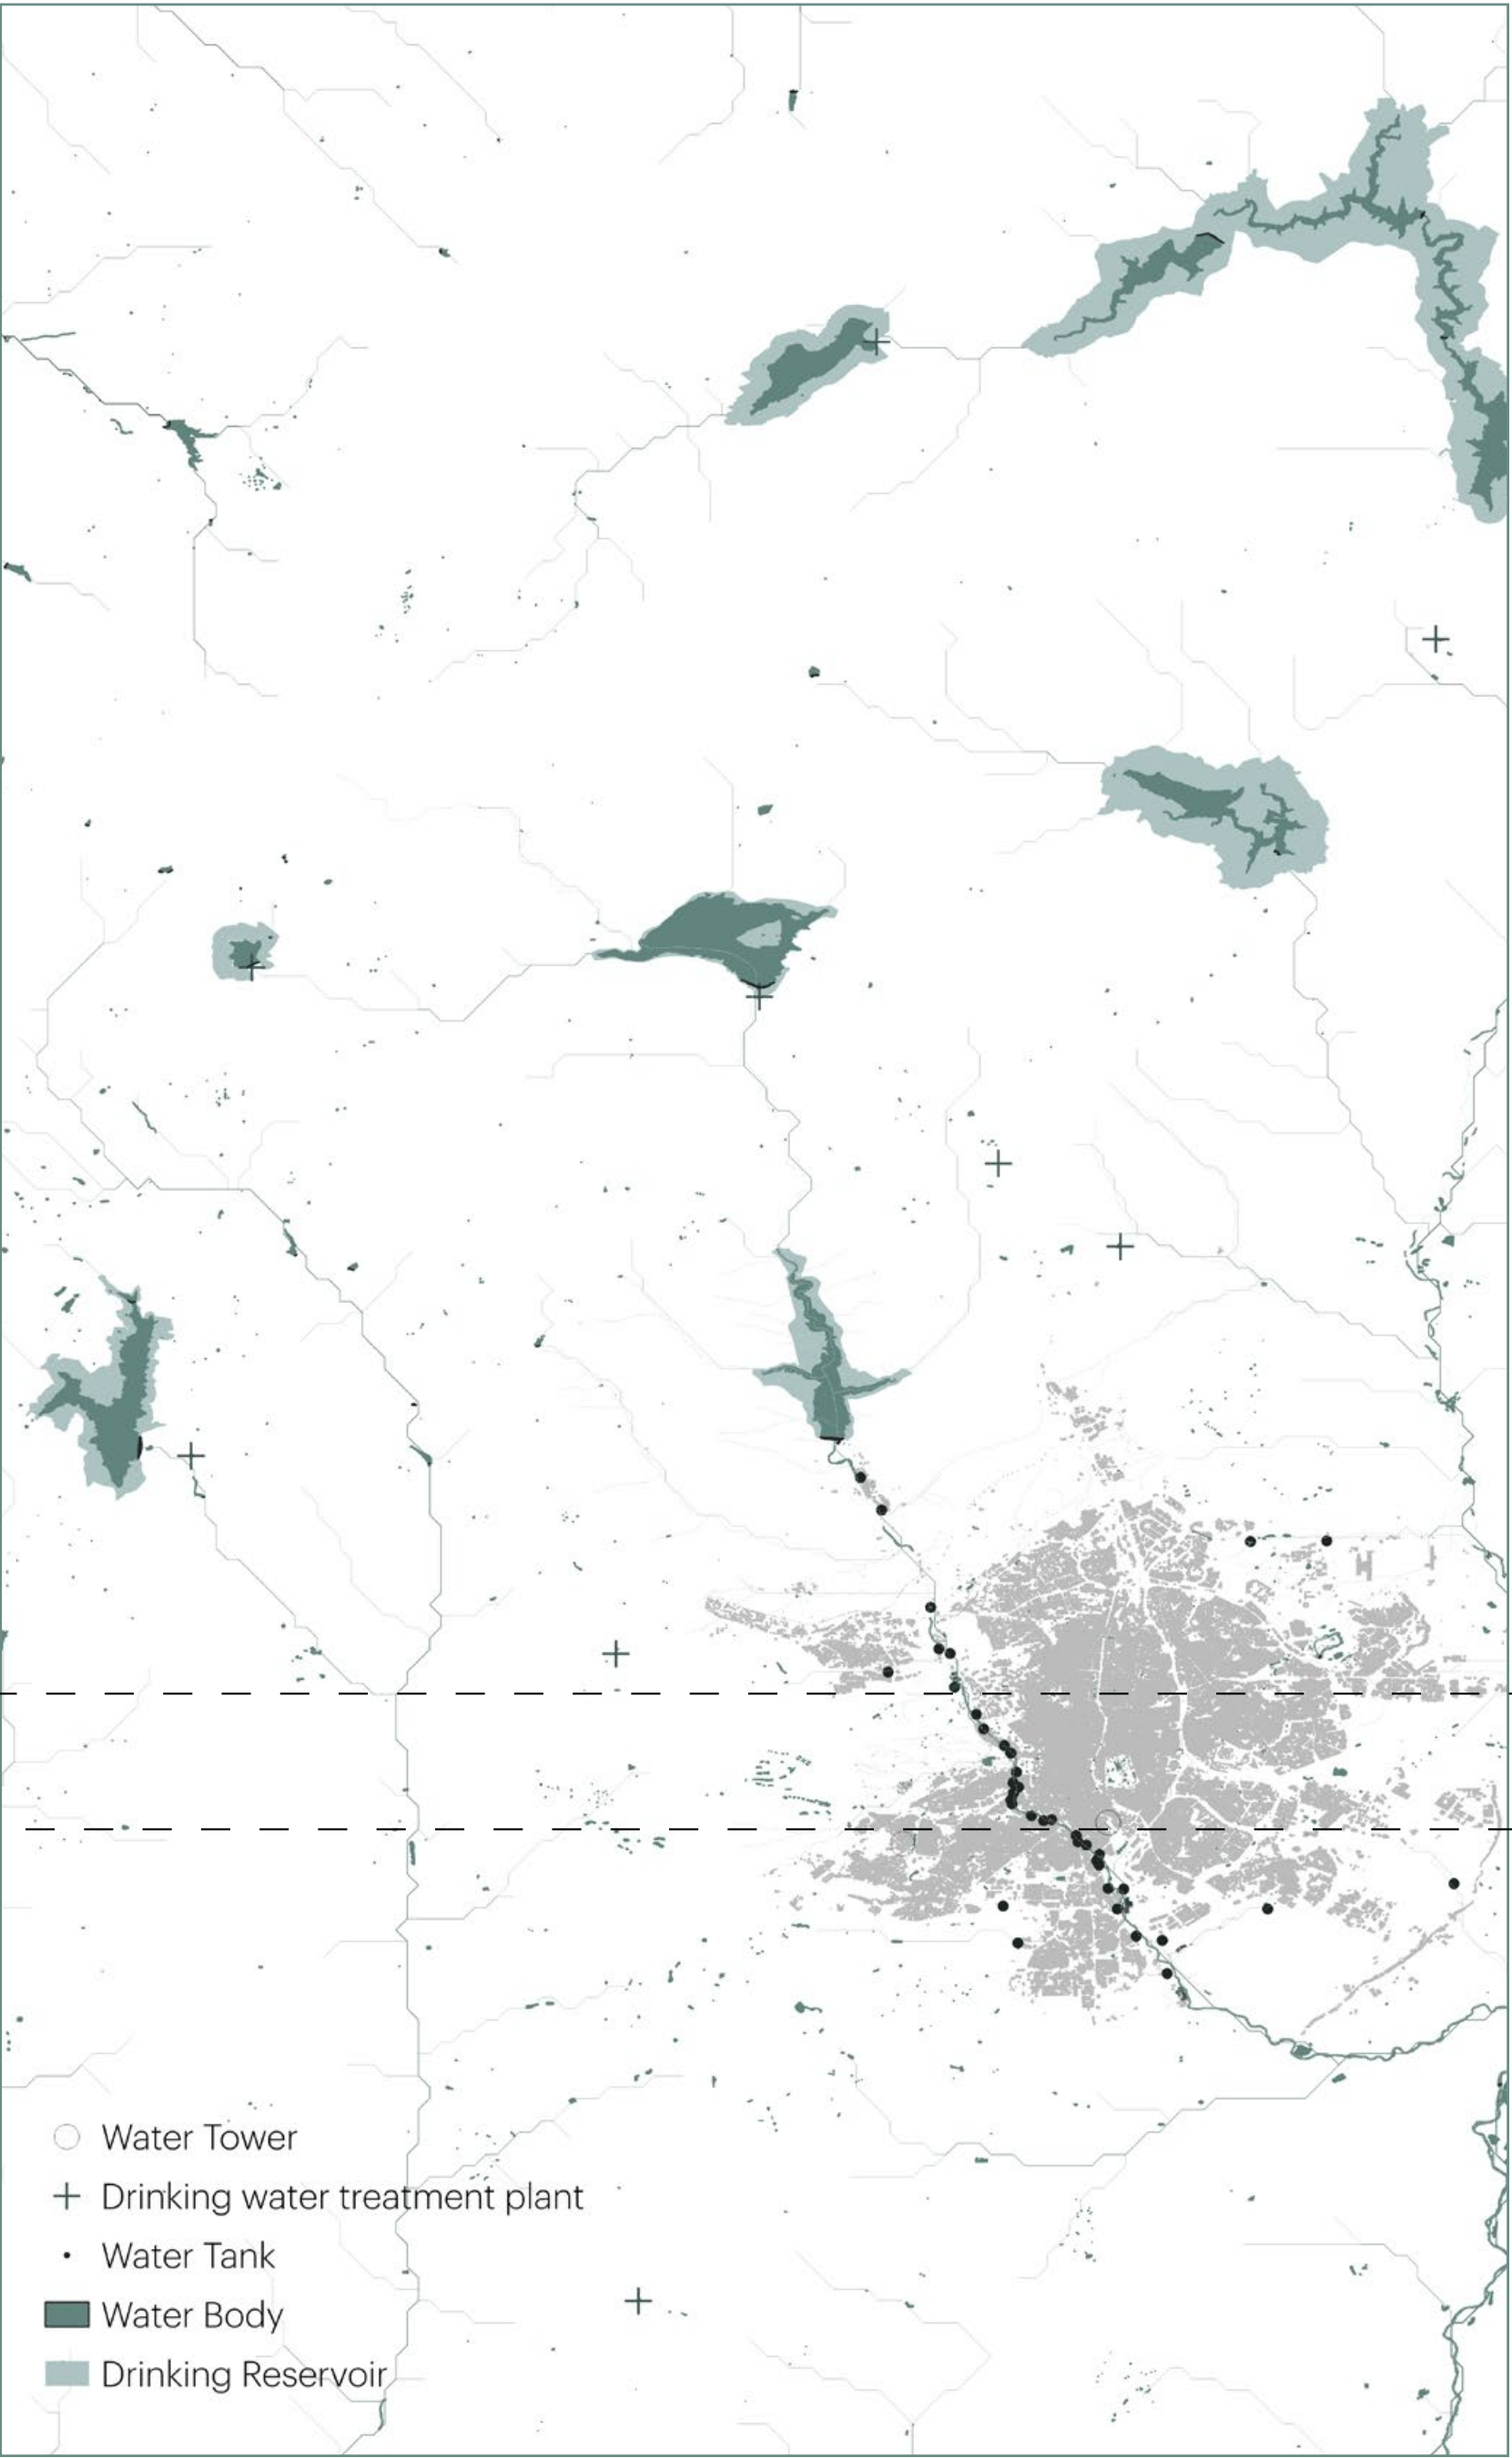 Water Tower
Drinking water treatment plant
Water Tank
Water Body
Drinking Reservoir